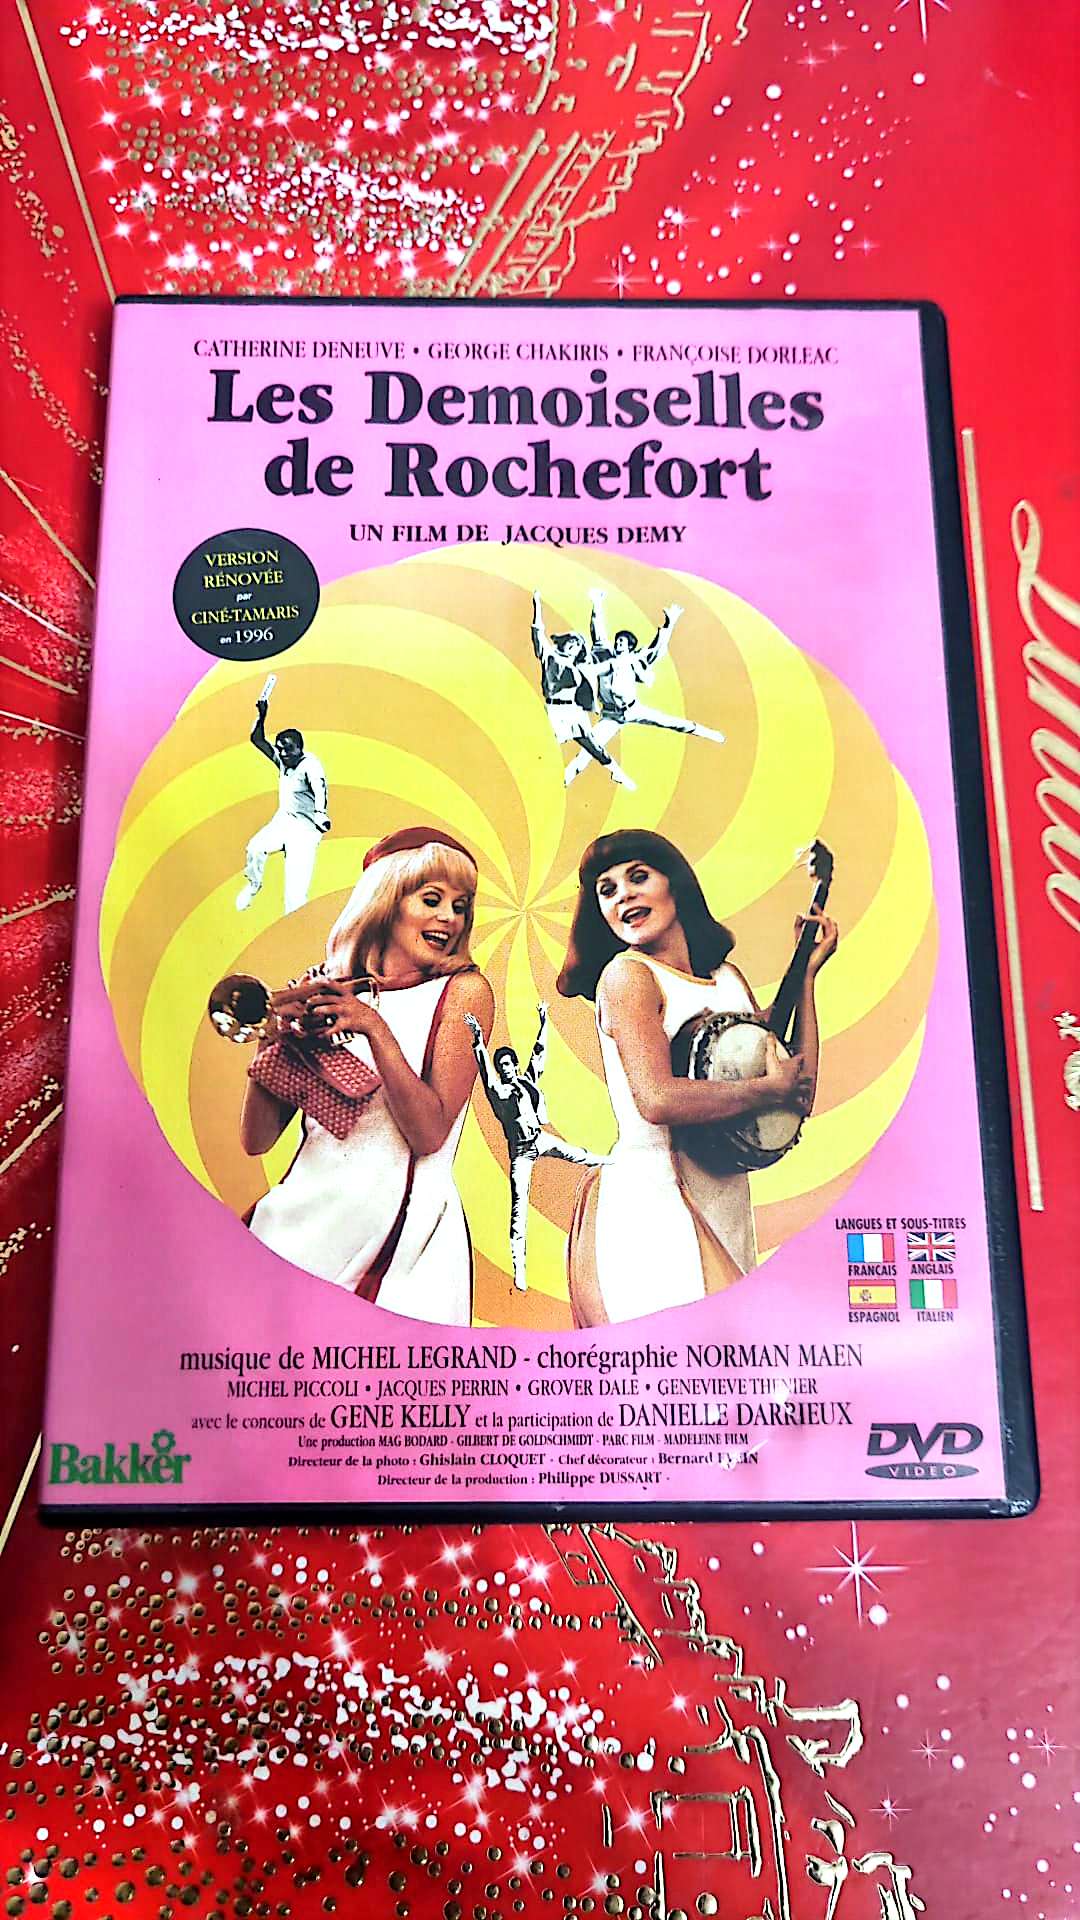 CATHERINE DENEUVE • GEORGE CHAKIRIS • FRANÇOISE DORLEAC
Les Demoiselles
de Rochefort
UN FILM DE JACQUES DEMY
VERSION
RÉNOVÉE
par
CINÉ-TAMARIS
en 1996
LANGUES ET SOUS-TITRES
FRANCAIS ANGLAIS
ESPAGNOL ITALIEN
musique de MICHEL LEGRAND - chorégraphie NORMAN MAEN
MICHEL PICCOLI • JACQUES PERRIN • GROVER DALE • GENEVIEVE
avec le concours de GENE KELLY et la participation de DANIELLE DARRIEUX
Une production MAG BODARD - GILBERT DE GOLDSCHMIDT - PARC FILM - MADELEINE FILM
Directeur de la photo : Ghislain CLOQUET - Chef décorateur : Bernard
Directeur de la production : Philippe DUSSART -
Bakker
DVD
VIDEO